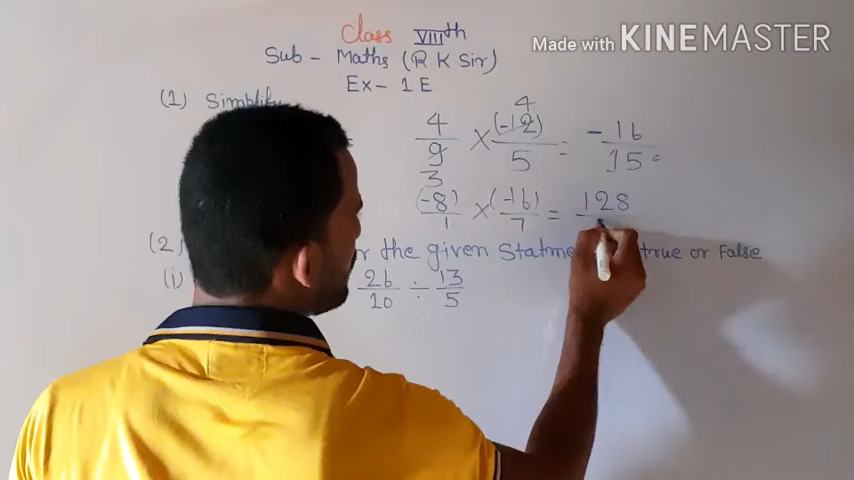 Made with KINEMASTER
Class VIIIth
Sub - Maths (R.K Sir)
Ex- 1 E
(1) Simplify
4/9 × (-12)/5 = -16/15
3 4
(-8)/1 × (-16)/7 = 128
(2) the given Statme true or False
(i) 26/10 ÷ 13/5